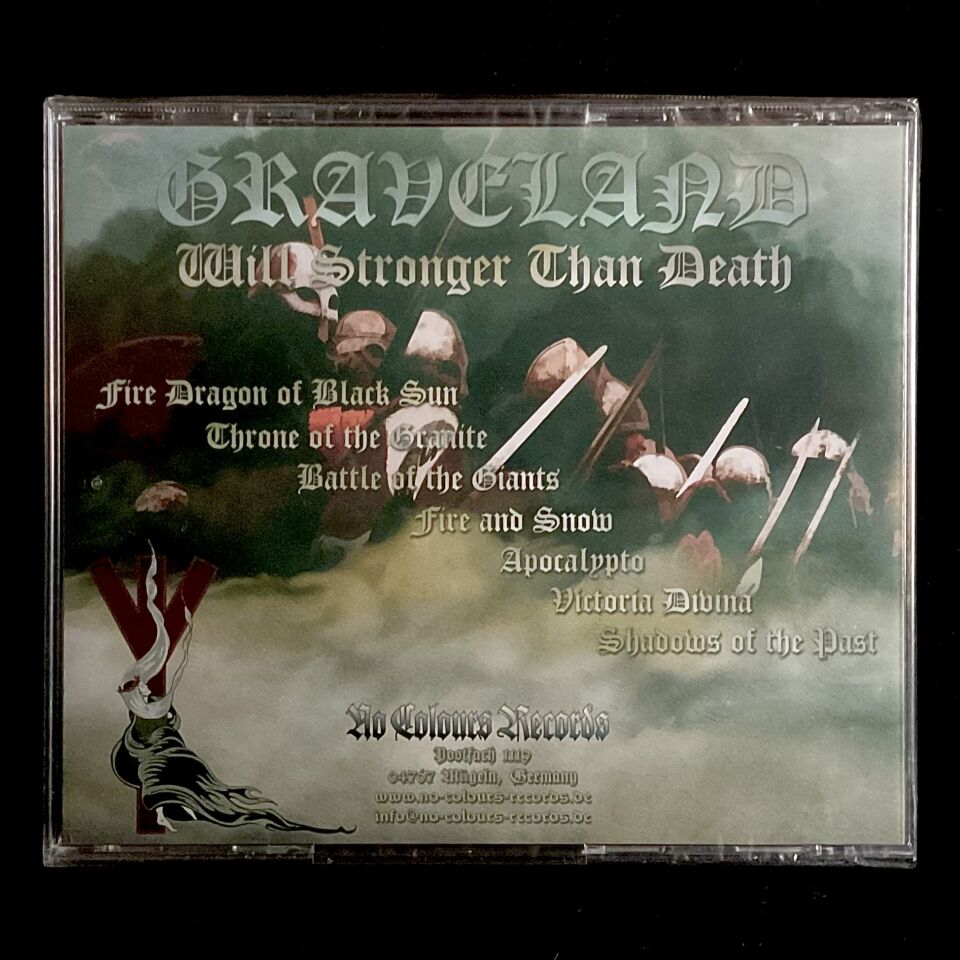 GRAVELAND
Will Stronger Than Death
Fire Dragon of Black Sun
Throne of the Granite
Battle of the Giants
Fire and Snow
Apocalypto
Victoria Divina
Shadows of the Past
No Colours Records
Postfach 1119
04767 Mügeln, Germany
www.no-colours-records.de
info@no-colours-records.de